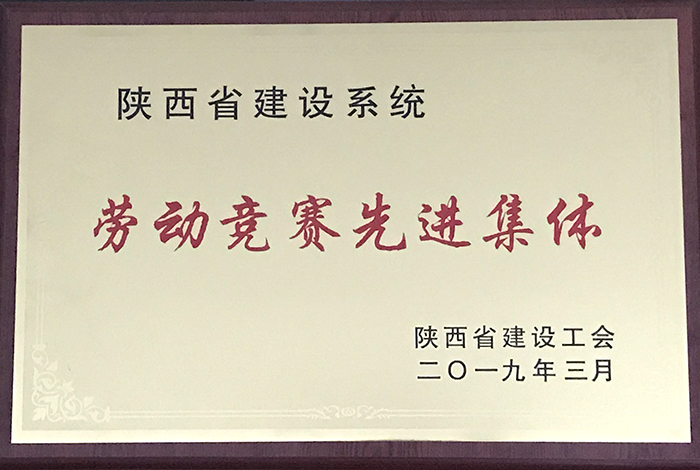 陕西省建设系统
劳动竞赛先进集体
陕西省建设工会
二〇一九年三月